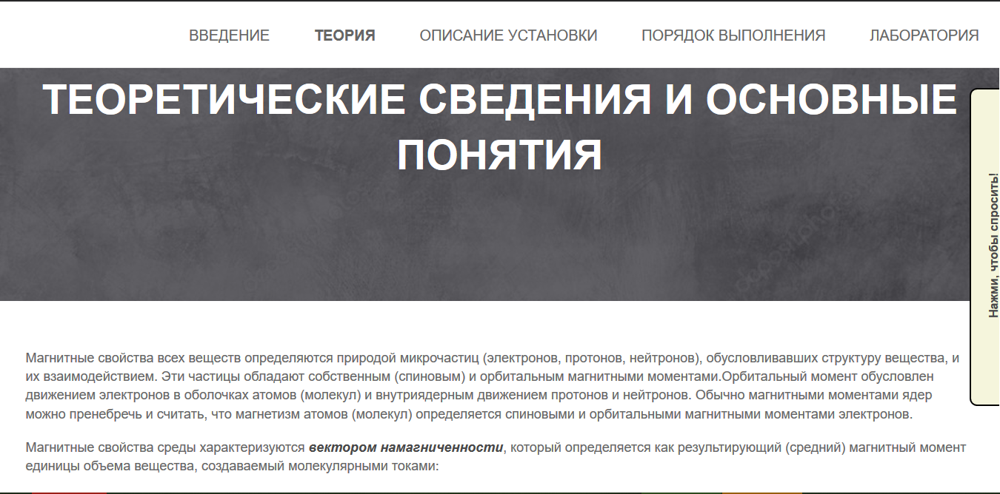 ВВЕДЕНИЕ ТЕОРИЯ ОПИСАНИЕ УСТАНОВКИ ПОРЯДОК ВЫПОЛНЕНИЯ ЛАБОРАТОРИЯ
ТЕОРЕТИЧЕСКИЕ СВЕДЕНИЯ И ОСНОВНЫЕ
ПОНЯТИЯ
Нажми, чтобы спросить!
Магнитные свойства всех веществ определяются природой микрочастиц (электронов, протонов, нейтронов), обусловливавших структуру вещества, и
их взаимодействием. Эти частицы обладают собственным (спиновым) и орбитальным магнитными моментами.Орбитальный момент обусловлен
движением электронов в оболочках атомов (молекул) и внутриядерным движением протонов и нейтронов. Обычно магнитными моментами ядер
можно пренебречь и считать, что магнетизм атомов (молекул) определяется спиновыми и орбитальными магнитными моментами электронов.
Магнитные свойства среды характеризуются вектором намагниченности, который определяется как результирующий (средний) магнитный момент
единицы объема вещества, создаваемый молекулярными токами: